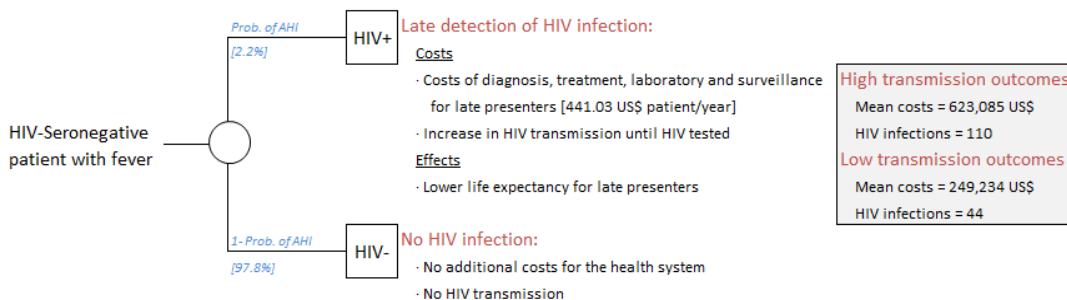 HIV-Seronegative
patient with fever
Prob. of AHI
[2.2%]
HIV+
Late detection of HIV infection:
Costs
· Costs of diagnosis, treatment, laboratory and surveillance
for late presenters [441.03 US$ patient/year]
· Increase in HIV transmission until HIV tested
Effects
· Lower life expectancy for late presenters
1- Prob. of AHI
[97.8%]
HIV-
No HIV infection:
· No additional costs for the health system
· No HIV transmission
High transmission outcomes
Mean costs = 623,085 US$
HIV infections = 110
Low transmission outcomes
Mean costs = 249,234 US$
HIV infections = 44